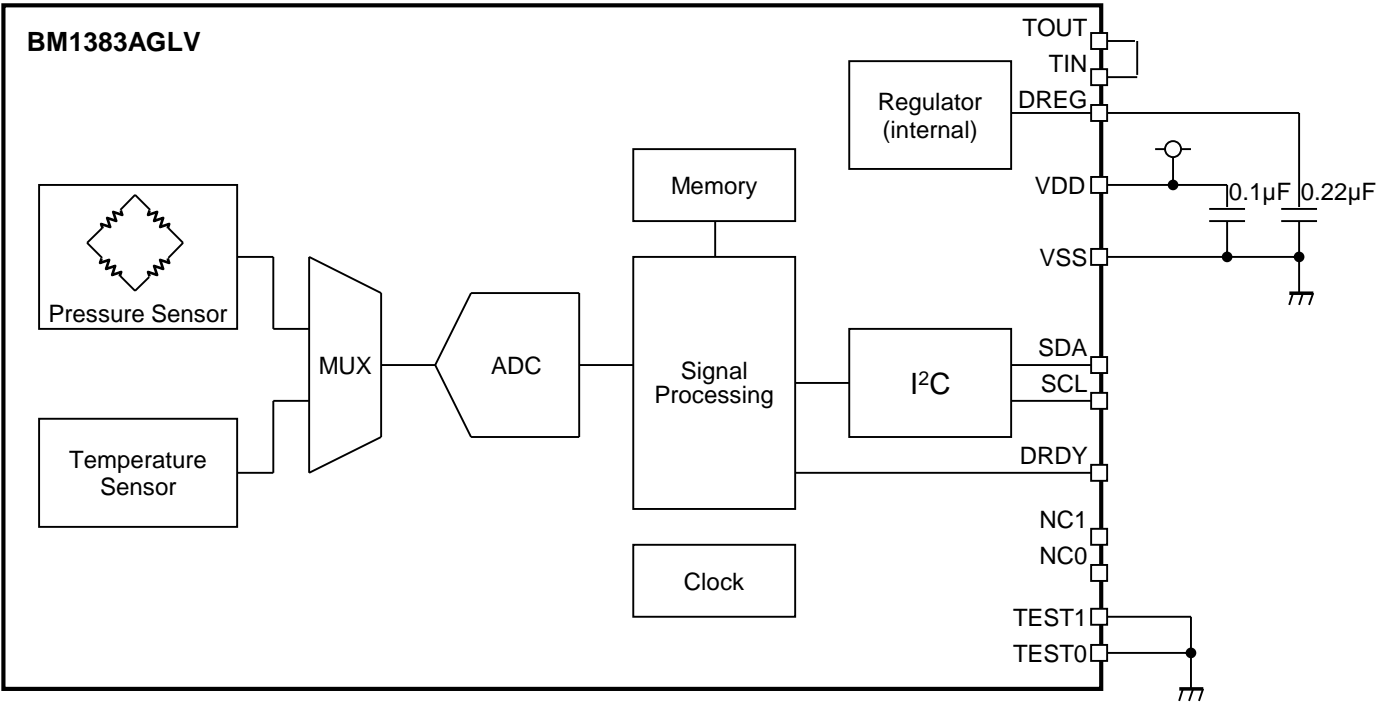 BM1383AGLV
TOUT
TIN
Regulator
(internal)
DREG
Memory
VDD
0.1µF
0.22µF
VSS
Pressure Sensor
MUX
ADC
Signal
Processing
I²C
SDA
SCL
Temperature
Sensor
DRDY
NC1
NC0
Clock
TEST1
TEST0